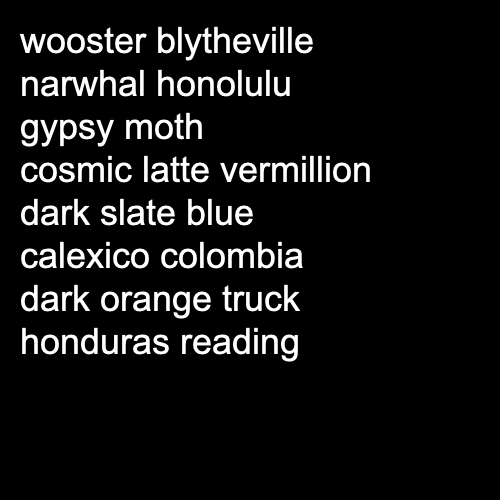 wooster blytheville
narwhal honolulu
gypsy moth
cosmic latte vermillion
dark slate blue
calexico colombia
dark orange truck
honduras reading